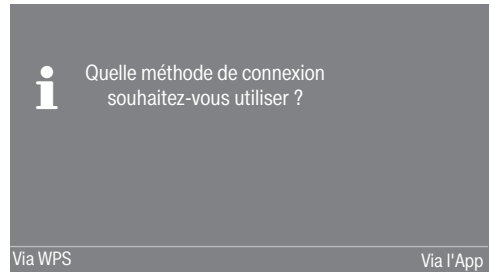 Quelle méthode de connexion
souhaitez-vous utiliser ?
Via WPS
Via l'App